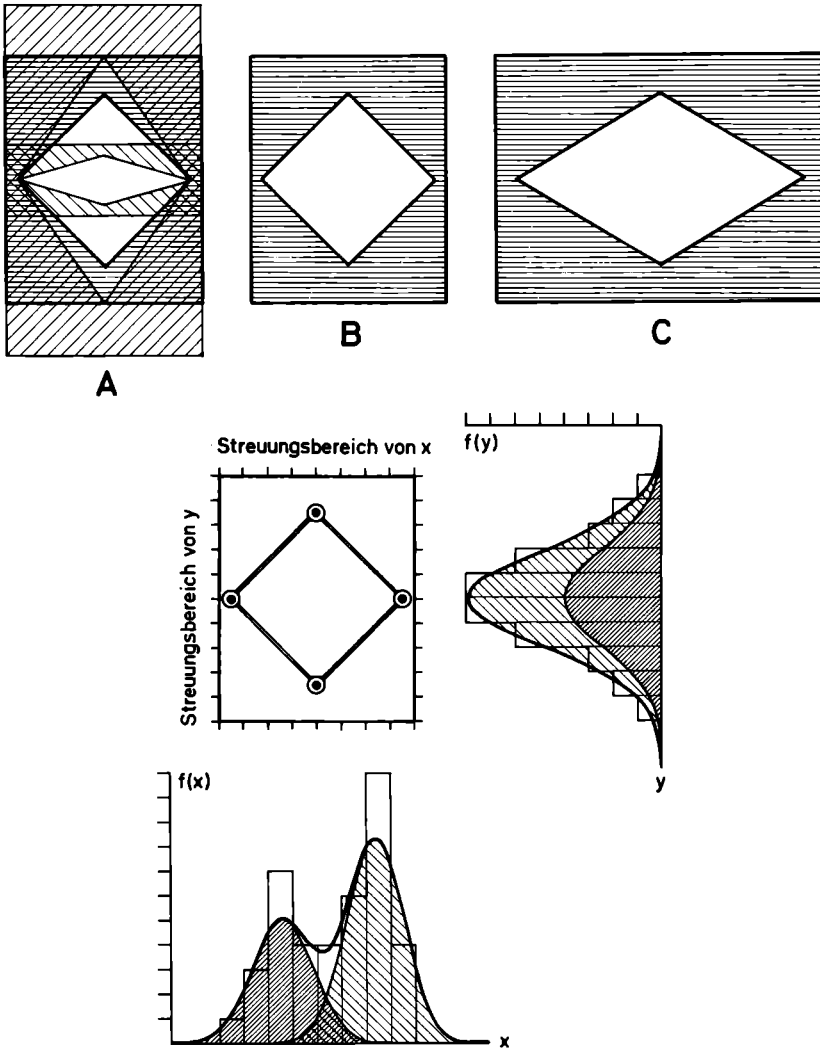 A
B
C
Streuungsbereich von x
Streuungsbereich von y
f(y)
y
f(x)
x